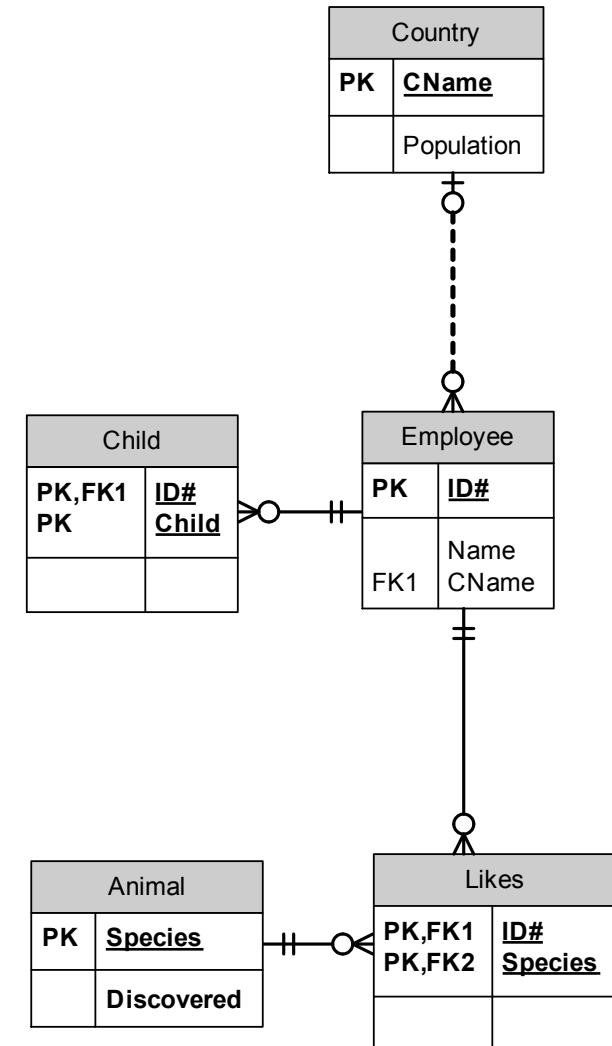 Country
PK CName
Population
Child
PK,FK1 ID#
PK Child
Employee
PK ID#
Name
FK1 CName
Animal
PK Species
Discovered
Likes
PK,FK1 ID#
PK,FK2 Species